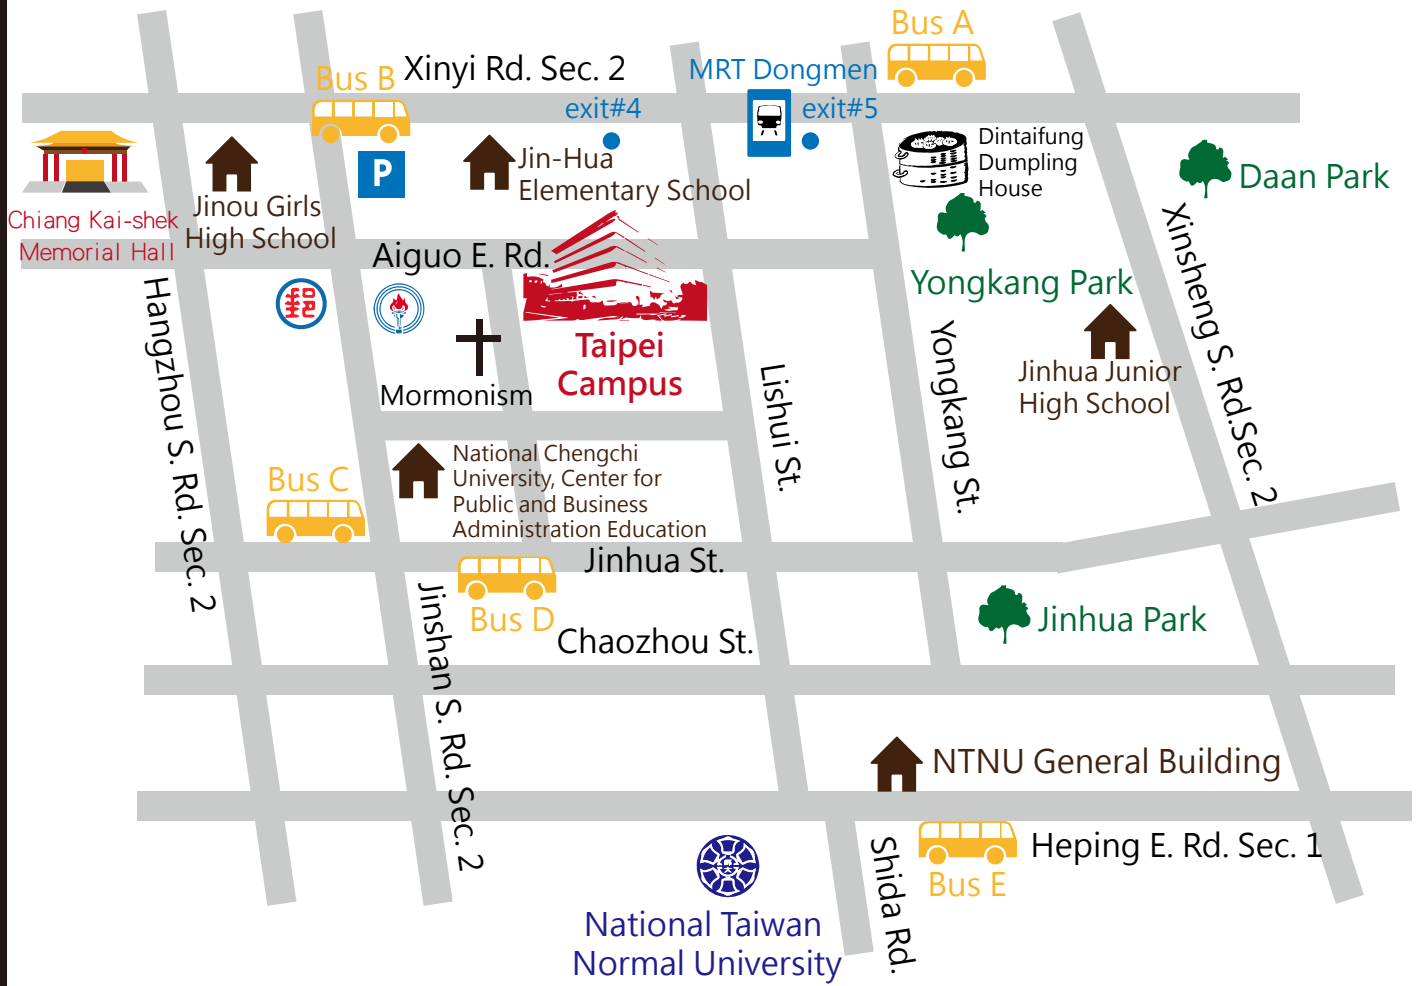 Bus A
Bus B
Xinyi Rd. Sec. 2
MRT Dongmen
exit#4
exit#5
P
Jin-Hua
Elementary School
Dintaifung
Dumpling
House
Daan Park
Chiang Kai-shek
Memorial Hall
Jinou Girls
High School
Aiguo E. Rd.
Yongkang Park
Xinsheng S. Rd.Sec. 2
Hangzhou S. Rd. Sec. 2
Taipei
Campus
Mormonism
Lishui St.
Yongkang St.
Jinhua Junior
High School
National Chengchi
University, Center for
Public and Business
Administration Education
Bus C
Jinhua St.
Bus D
Jinshan S. Rd. Sec. 2
Chaozhou St.
Jinhua Park
NTNU General Building
Heping E. Rd. Sec. 1
Bus E
Shida Rd.
National Taiwan
Normal University